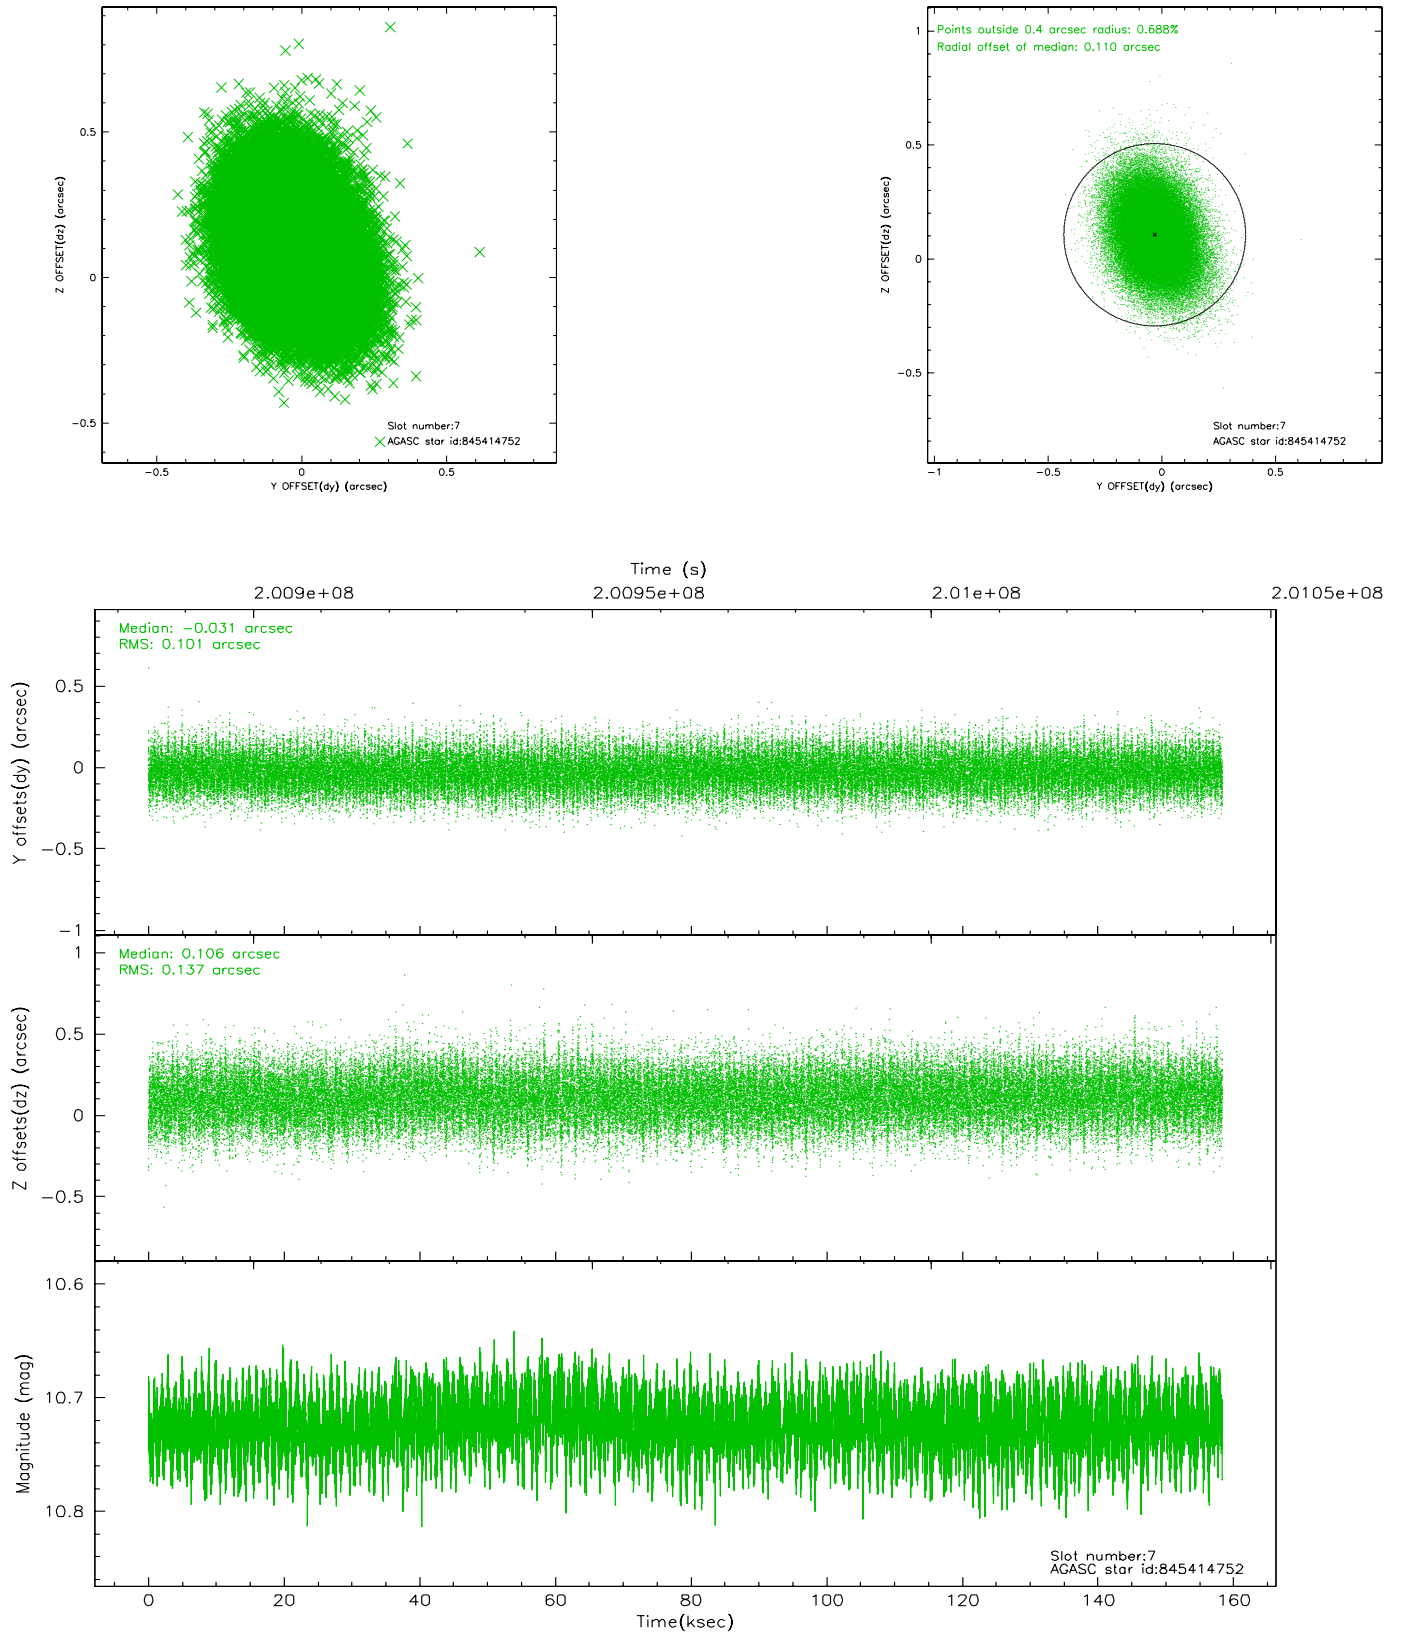 0.5
0
−0.5
Z OFFSET(dz) (arcsec)
Slot number:7
AGASC star id:845414752
−0.5 0 0.5
Y OFFSET(dy) (arcsec)
Points outside 0.4 arcsec radius: 0.688%
Radial offset of median: 0.110 arcsec
1
0.5
0
−0.5
Z OFFSET(dz) (arcsec)
Slot number:7
AGASC star id:845414752
−1 −0.5 0 0.5
Y OFFSET(dy) (arcsec)
Time (s)
2.009e+08 2.0095e+08 2.01e+08 2.0105e+08
Median: −0.031 arcsec
RMS: 0.101 arcsec
0.5
0
−0.5
−1
Y offsets(dy) (arcsec)
Median: 0.106 arcsec
RMS: 0.137 arcsec
1
0.5
0
−0.5
Z offsets(dz) (arcsec)
10.6
10.7
10.8
Magnitude (mag)
Slot number:7
AGASC star id:845414752
0 20 40 60 80 100 120 140 160
Time(ksec)